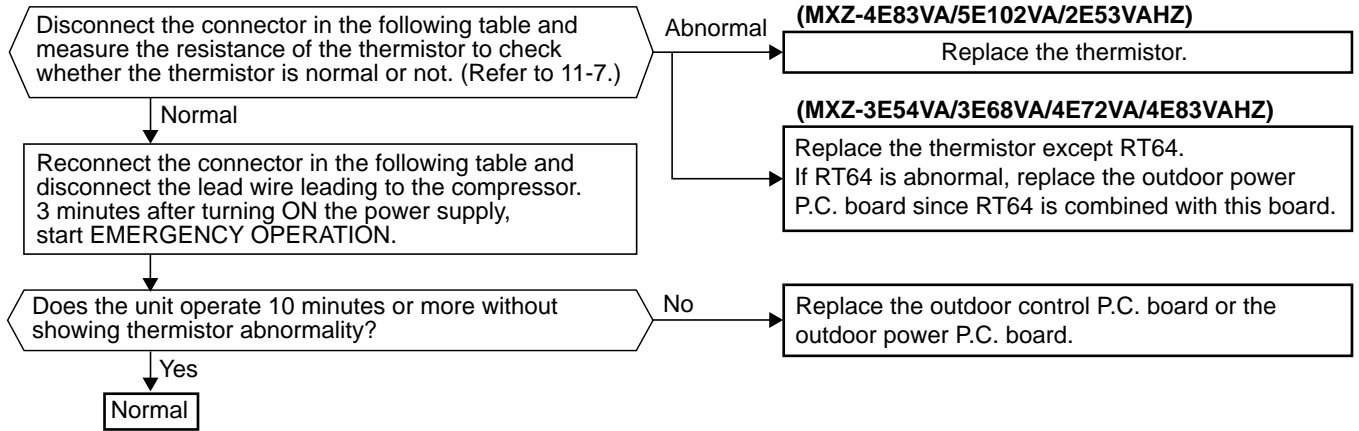 Disconnect the connector in the following table and
measure the resistance of the thermistor to check
whether the thermistor is normal or not. (Refer to 11-7.)
Abnormal
(MXZ-4E83VA/5E102VA/2E53VAHZ)
Replace the thermistor.
Normal
(MXZ-3E54VA/3E68VA/4E72VA/4E83VAHZ)
Replace the thermistor except RT64.
If RT64 is abnormal, replace the outdoor power
P.C. board since RT64 is combined with this board.
Reconnect the connector in the following table and
disconnect the lead wire leading to the compressor.
3 minutes after turning ON the power supply,
start EMERGENCY OPERATION.
Does the unit operate 10 minutes or more without
showing thermistor abnormality?
No
Replace the outdoor control P.C. board or the
outdoor power P.C. board.
Yes
Normal